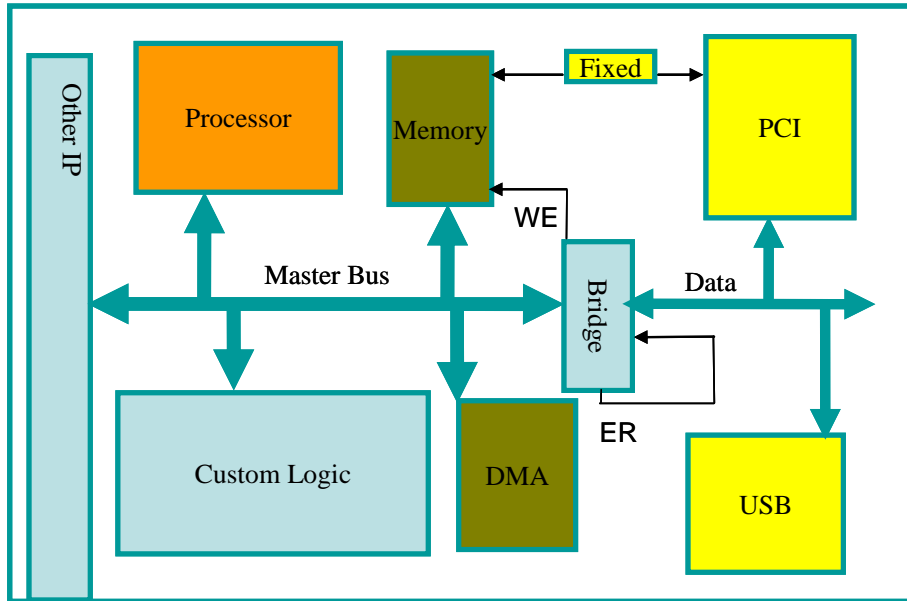 Other IP
Processor
Memory
Fixed
PCI
WE
Master Bus
Bridge
Data
Custom Logic
DMA
ER
USB